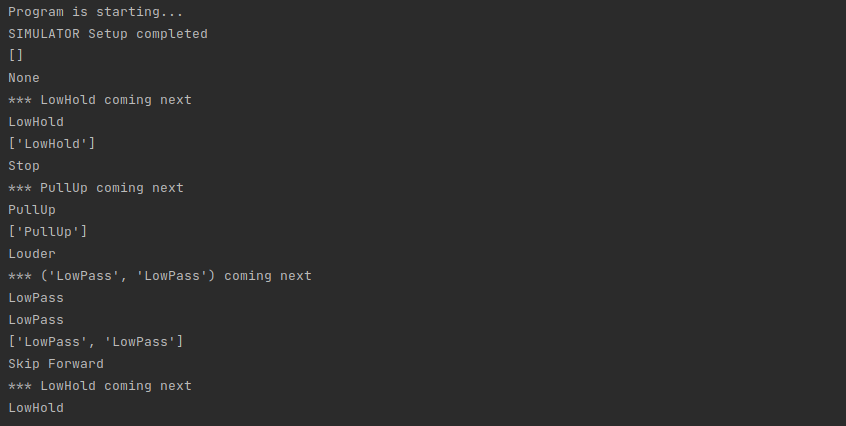 Program is starting...
SIMULATOR Setup completed
[]
None
*** LowHold coming next
LowHold
['LowHold']
Stop
*** PullUp coming next
PullUp
['PullUp']
Louder
*** ('LowPass', 'LowPass') coming next
LowPass
LowPass
['LowPass', 'LowPass']
Skip Forward
*** LowHold coming next
LowHold